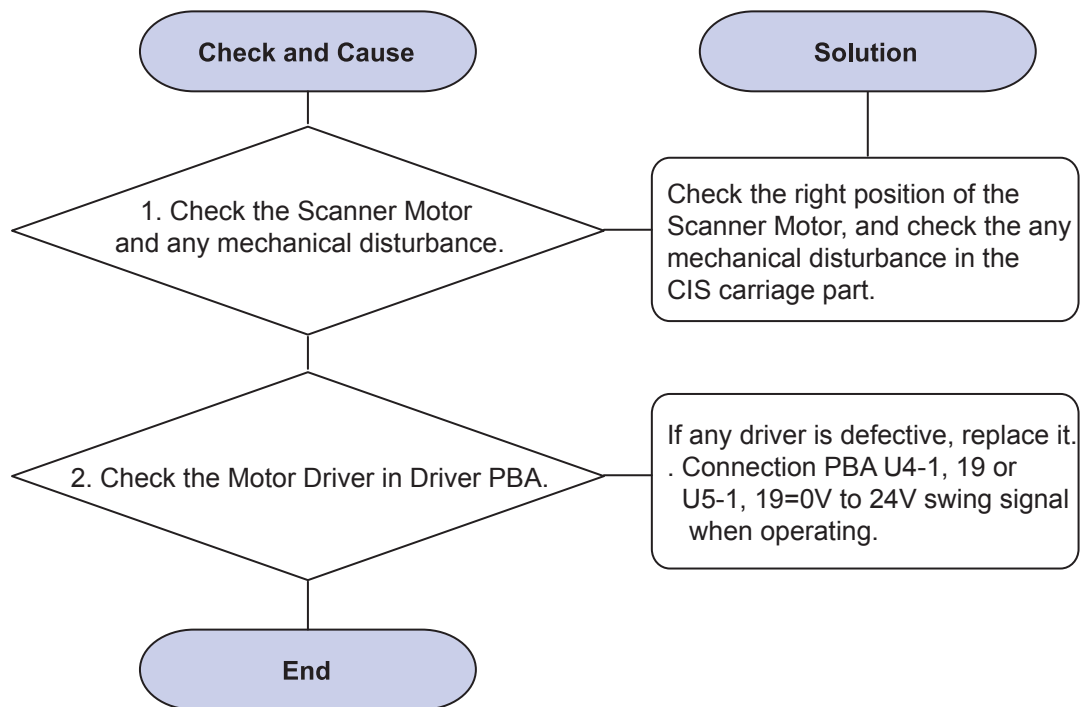 Check and Cause
Solution
1. Check the Scanner Motor
and any mechanical disturbance.
Check the right position of the
Scanner Motor, and check the any
mechanical disturbance in the
CIS carriage part.
2. Check the Motor Driver in Driver PBA.
If any driver is defective, replace it.
. Connection PBA U4-1, 19 or
U5-1, 19=0V to 24V swing signal
when operating.
End